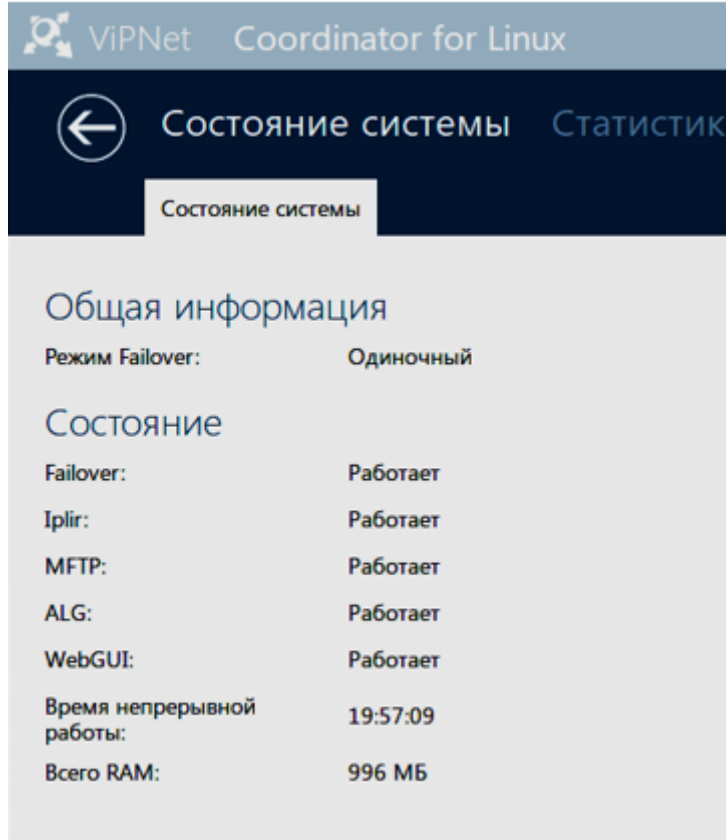 ViPNet Coordinator for Linux
Состояние системы Статистик
Состояние системы
Общая информация
Режим Failover: Одиночный
Состояние
Failover: Работает
Iplir: Работает
MFTP: Работает
ALG: Работает
WebGUI: Работает
Время непрерывной
работы: 19:57:09
Всего RAM: 996 МБ